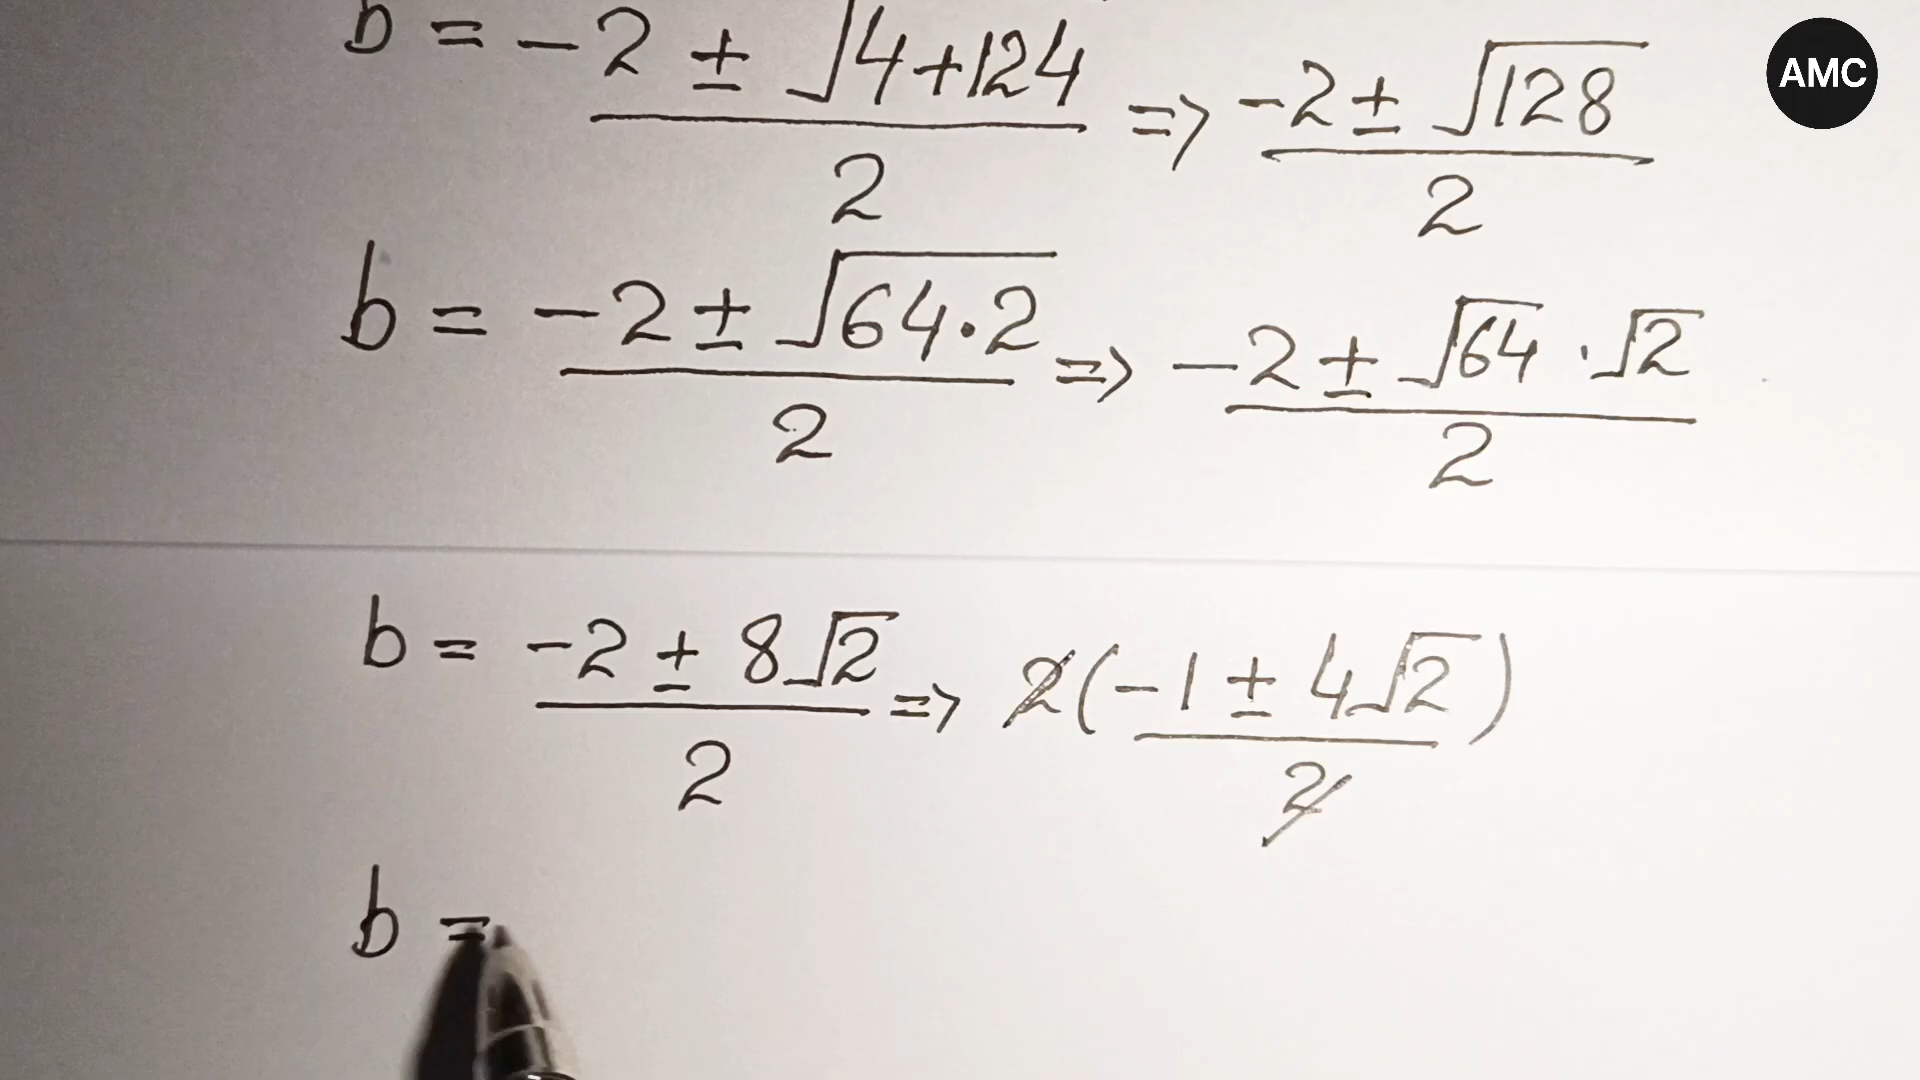 AMC
b = -2 ± √4+124 / 2 => -2 ± √128 / 2
b = -2 ± √64·2 / 2 => -2 ± √64 · √2 / 2
b = -2 ± 8√2 / 2 => 2(-1 ± 4√2) / 2
b =